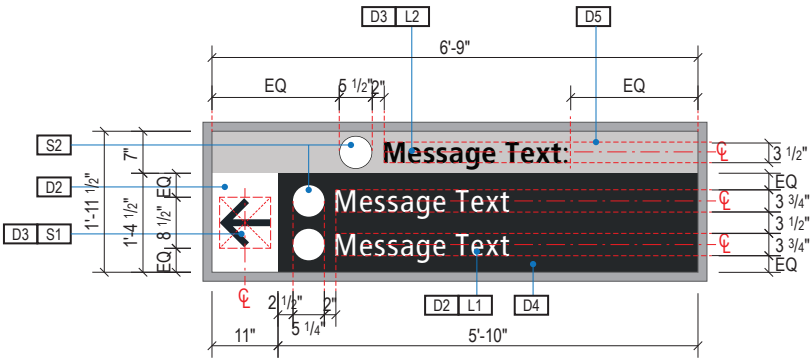 D3 L2 D5
6'-9"
EQ 5 1/2" 2" EQ
S2
D2
D3 S1
1'-11 1/2"
7"
1'-4 1/2"
EQ
8 1/2"
EQ
Message Text:
Message Text
Message Text
℄
℄
℄
3 1/2"
EQ
3 3/4"
3 1/2"
3 3/4"
EQ
2 1/2" 2"
5 1/4"
D2 L1 D4
11" 5'-10"